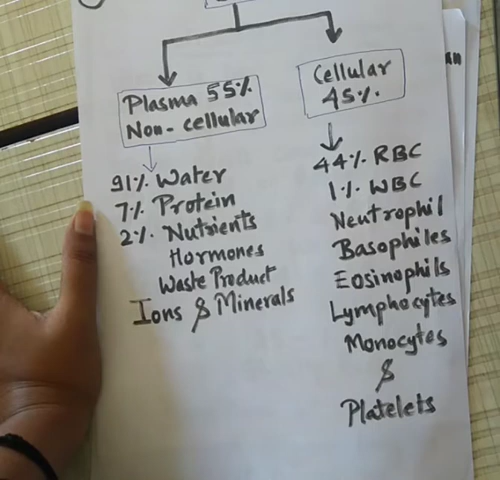 Plasma 55%
Non-cellular
91% Water
7% Protein
2% Nutrients
Hormones
Waste Product
Ions & Minerals
Cellular
45%
44% RBC
1% WBC
Neutrophil
Basophiles
Eosinophils
Lymphocytes
Monocytes
&
Platelets